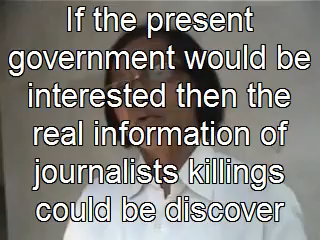 If the present
government would be
interested then the
real information of
journalists killings
could be discover